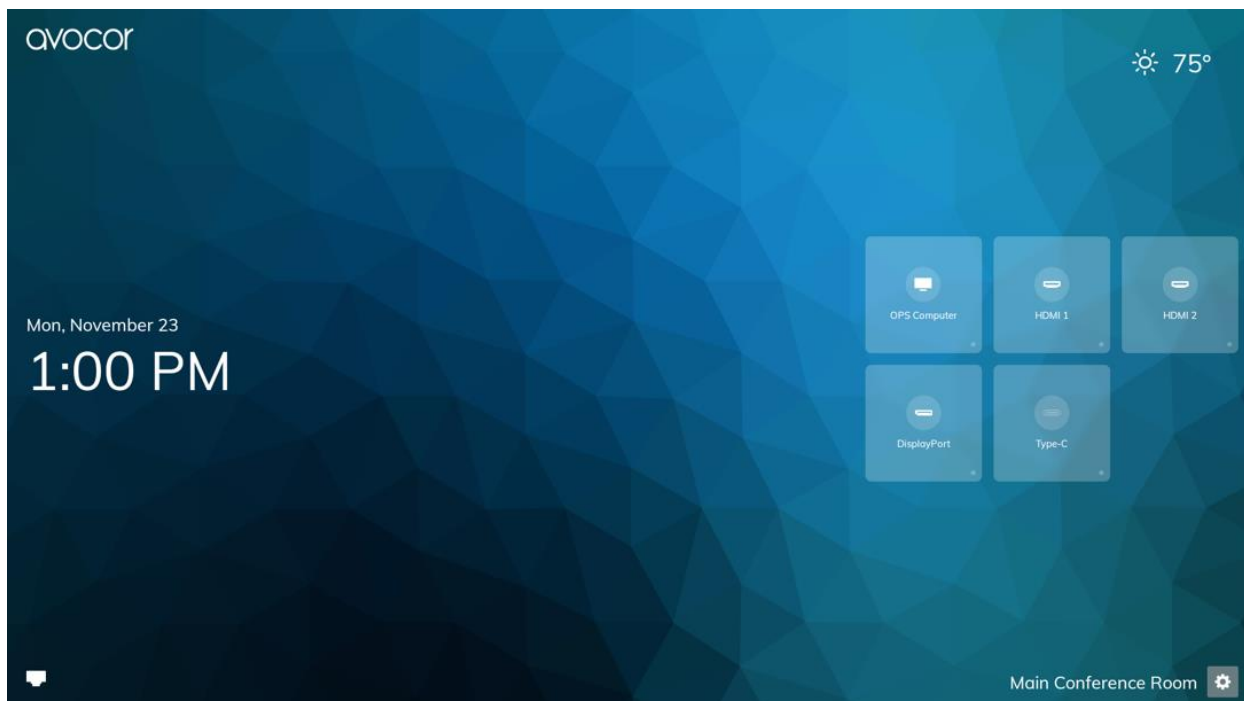 avocor
75°
Mon, November 23
1:00 PM
OPS Computer
HDMI 1
HDMI 2
DisplayPort
Type-C
Main Conference Room